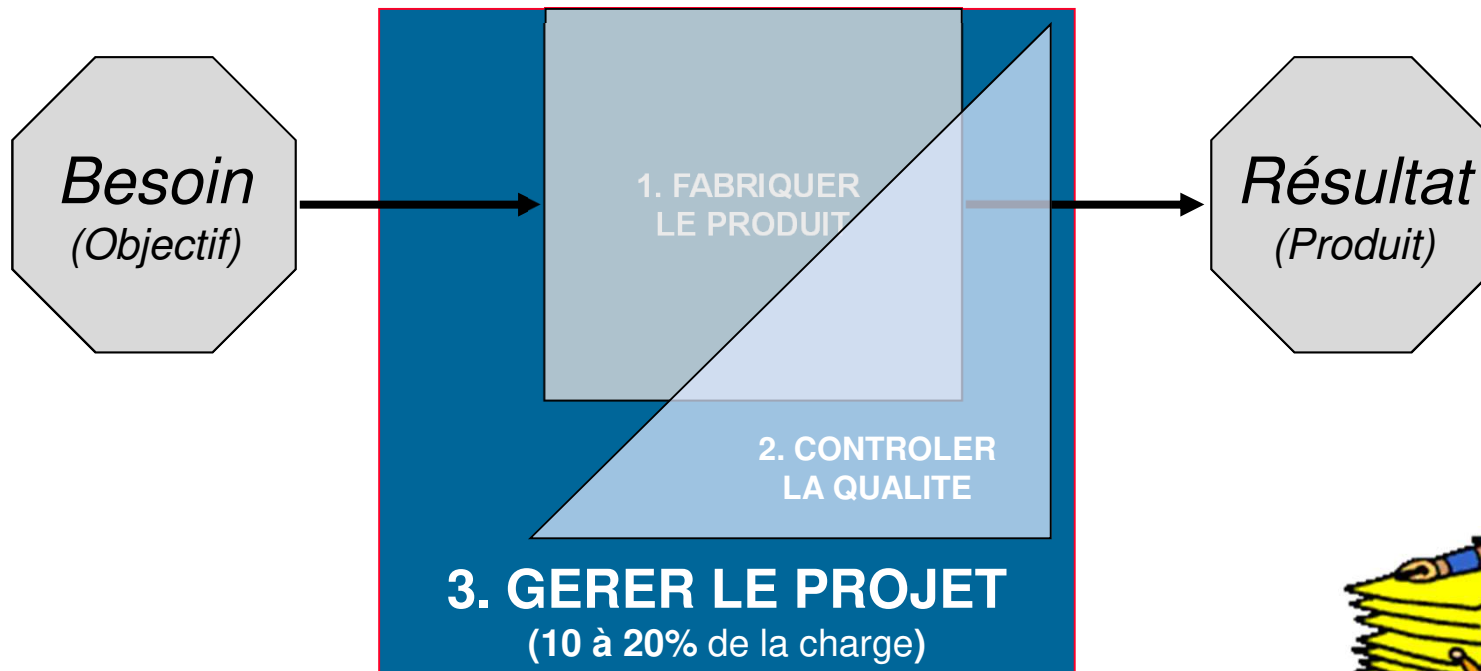 Besoin
(Objectif)
1. FABRIQUER
LE PRODUIT
Résultat
(Produit)
2. CONTROLER
LA QUALITE
3. GERER LE PROJET
(10 à 20% de la charge)